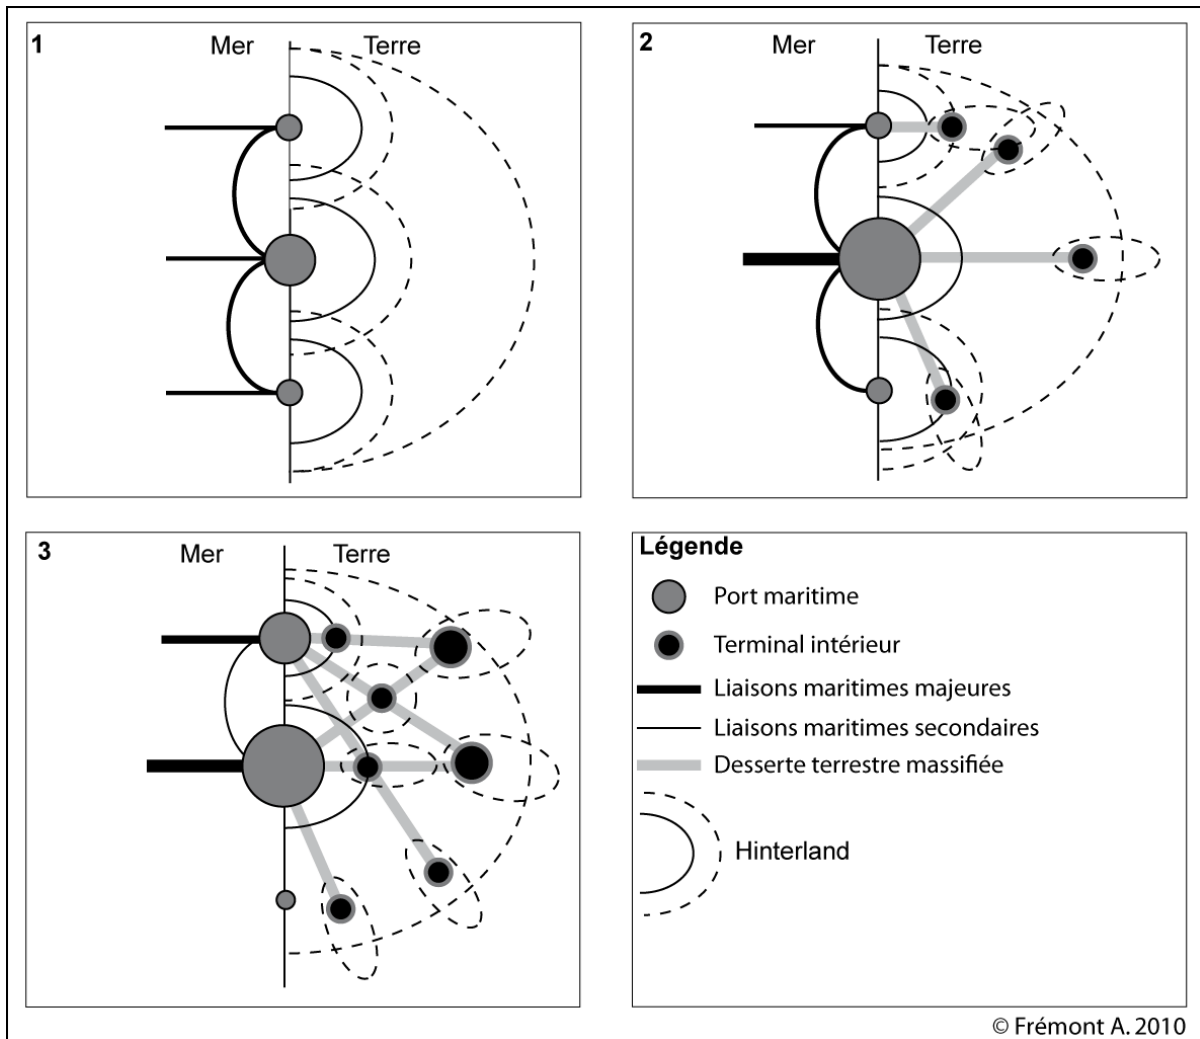 1
Mer Terre
2
Mer Terre
3
Mer Terre
Légende
Port maritime
Terminal intérieur
Liaisons maritimes majeures
Liaisons maritimes secondaires
Desserte terrestre massifiée
Hinterland
© Frémont A. 2010